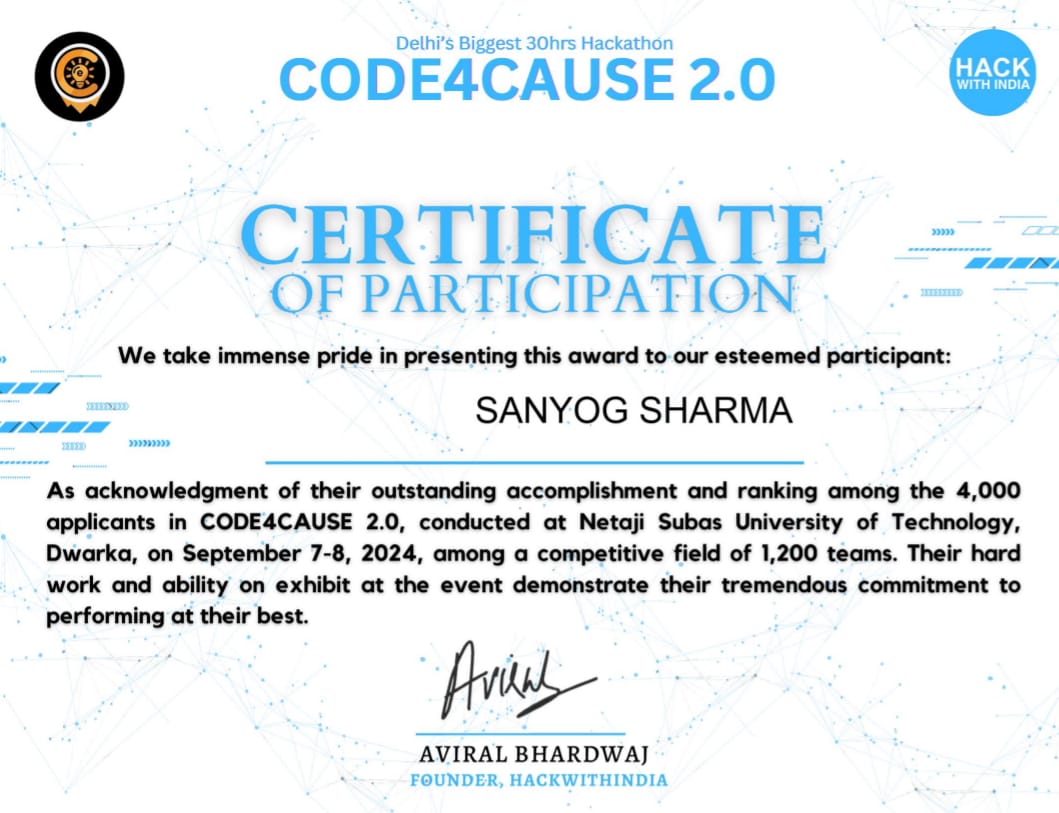 Delhi's Biggest 30hrs Hackathon
CODE4CAUSE 2.0
HACK
WITH INDIA
CERTIFICATE
OF PARTICIPATION
We take immense pride in presenting this award to our esteemed participant:
SANYOG SHARMA
As acknowledgment of their outstanding accomplishment and ranking among the 4,000
applicants in CODE4CAUSE 2.0, conducted at Netaji Subas University of Technology,
Dwarka, on September 7-8, 2024, among a competitive field of 1,200 teams. Their hard
work and ability on exhibit at the event demonstrate their tremendous commitment to
performing at their best.
Aviral
AVIRAL BHARDWAJ
FOUNDER, HACKWITHINDIA